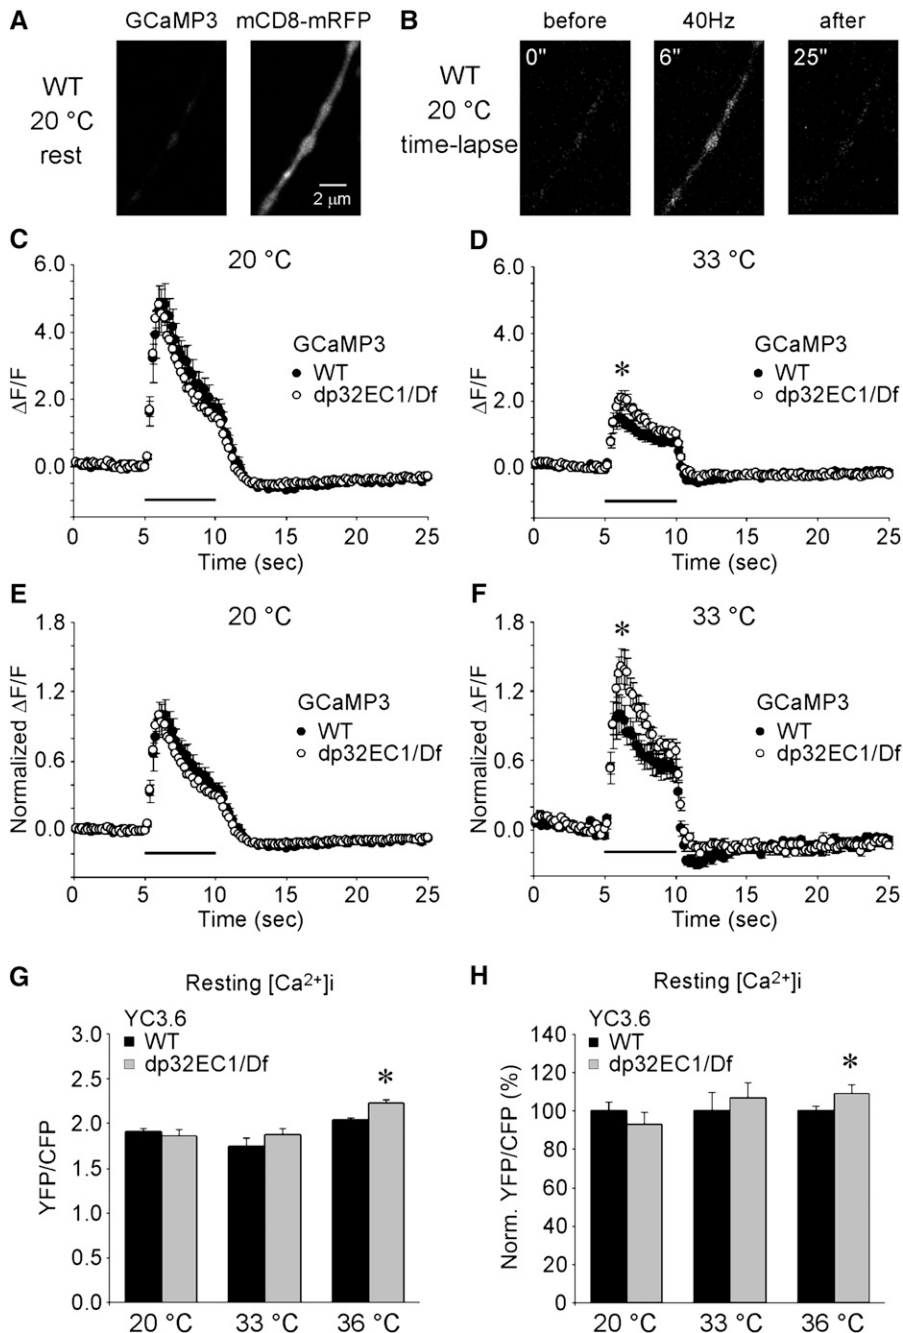 A GCaMP3 mCD8-mRFP
WT
20 °C
rest
2 µm
B before 40Hz after
WT
20 °C
time-lapse
0" 6" 25"
C 20 °C
6.0
4.0
2.0
0.0
ΔF/F
GCaMP3
WT
dp32EC1/Df
0 5 10 15 20 25
Time (sec)
D 33 °C
6.0
4.0
2.0
0.0
ΔF/F
*
GCaMP3
WT
dp32EC1/Df
0 5 10 15 20 25
Time (sec)
E 20 °C
1.8
1.2
0.6
0.0
Normalized ΔF/F
GCaMP3
WT
dp32EC1/Df
0 5 10 15 20 25
Time (sec)
F 33 °C
1.8
1.2
0.6
0.0
Normalized ΔF/F
*
GCaMP3
WT
dp32EC1/Df
0 5 10 15 20 25
Time (sec)
G Resting [Ca²⁺]i
YC3.6
WT
dp32EC1/Df
*
3.0
2.5
2.0
1.5
1.0
0.5
0.0
YFP/CFP
20 °C 33 °C 36 °C
H Resting [Ca²⁺]i
YC3.6
WT
dp32EC1/Df
*
140
120
100
80
60
40
20
0
Norm. YFP/CFP (%)
20 °C 33 °C 36 °C